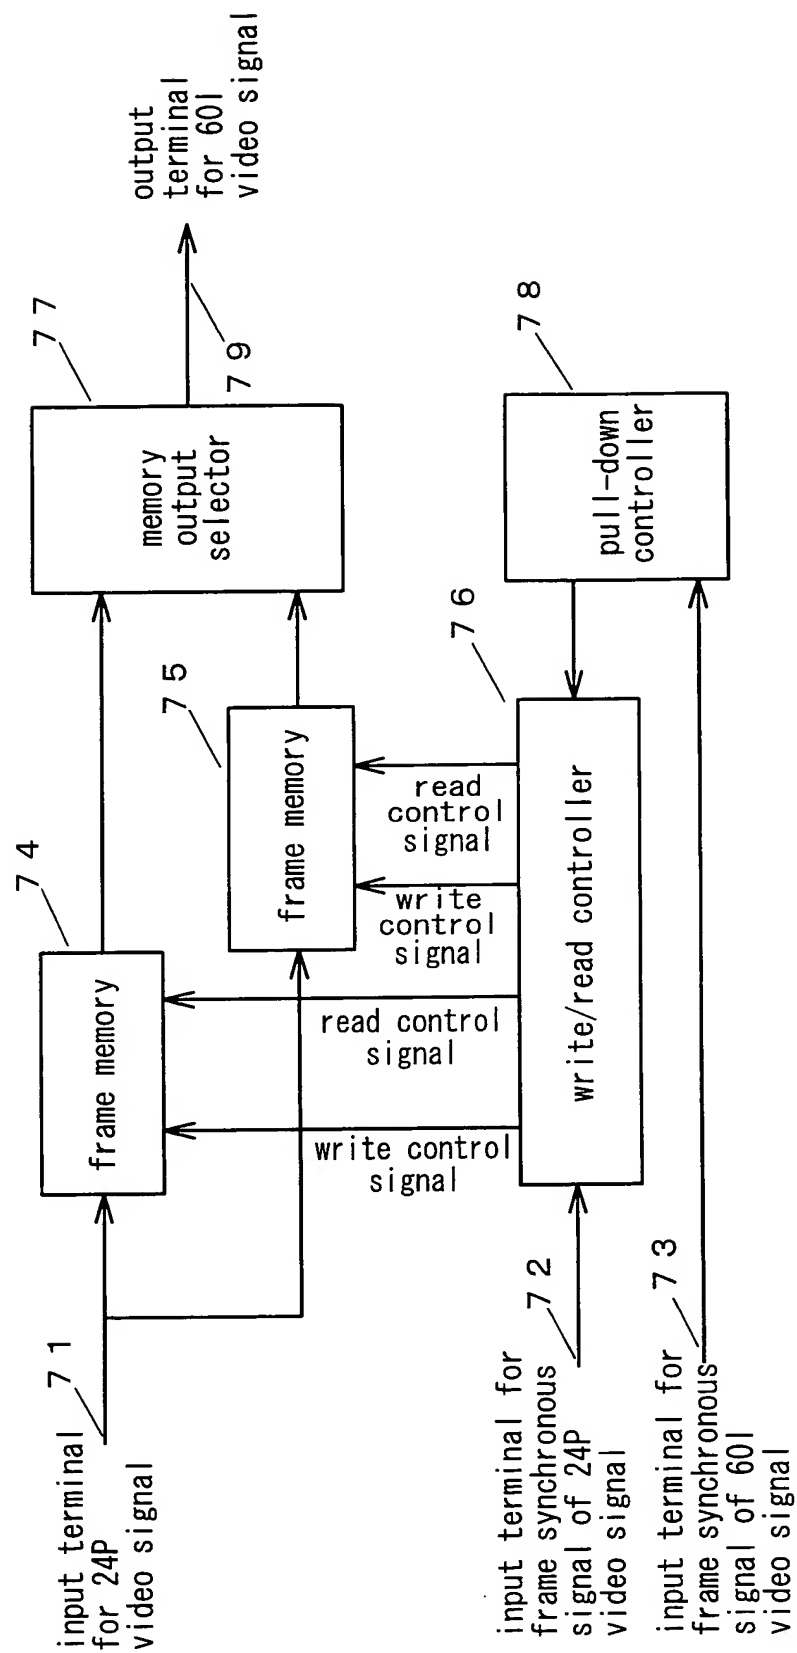 input terminal
for 24P
video signal
71
frame memory
74
frame memory
75
memory
output
selector
77
79
output
terminal
for 60I
video signal
write control
signal
read control
signal
write
control
signal
read
control
signal
input terminal for
frame synchronous
signal of 24P
video signal
72
write/read controller
76
pull-down
controller
78
input terminal for
frame synchronous
signal of 60I
video signal
73